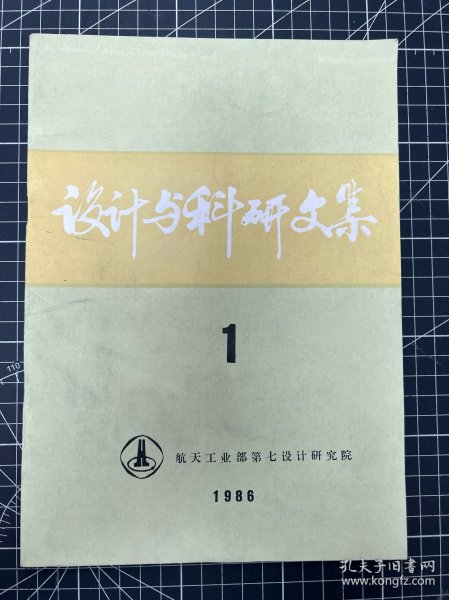 设计与科研文集
1
航天工业部第七设计研究院
1986
110
孔夫子旧书网
www.kongfz.com